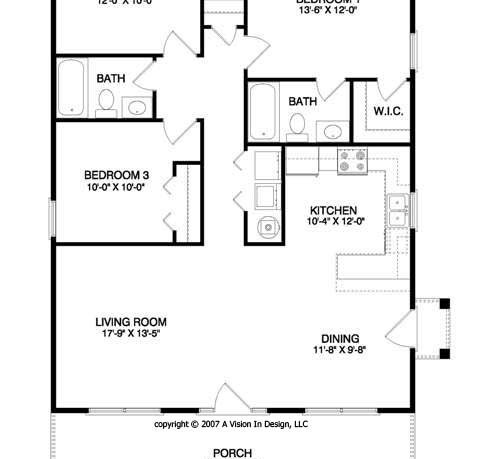 12'-0" X 10'-0"
BEDROOM 1
13'-6" X 12'-0"
BATH
BATH
W.I.C.
BEDROOM 3
10'-0" X 10'-0"
KITCHEN
10'-4" X 12'-0"
LIVING ROOM
17'-9" X 13'-5"
DINING
11'-8" X 9'-8"
copyright © 2007 A Vision In Design, LLC
PORCH